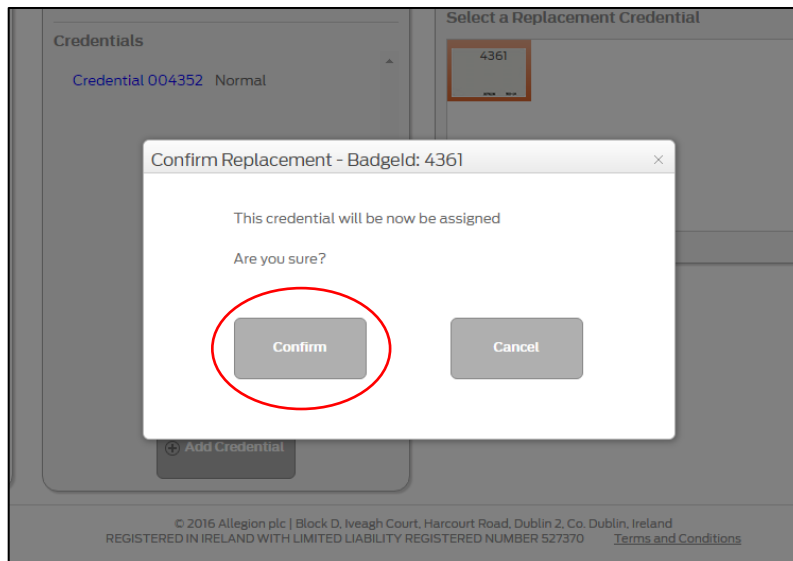 Select a Replacement Credential
Credentials
4361
Credential 004352 Normal
Confirm Replacement - BadgeId: 4361
This credential will be now be assigned
Are you sure?
Confirm
Cancel
Add Credential
© 2016 Allegion plc | Block D, Iveagh Court, Harcourt Road, Dublin 2, Co. Dublin, Ireland
REGISTERED IN IRELAND WITH LIMITED LIABILITY REGISTERED NUMBER 527370 Terms and Conditions